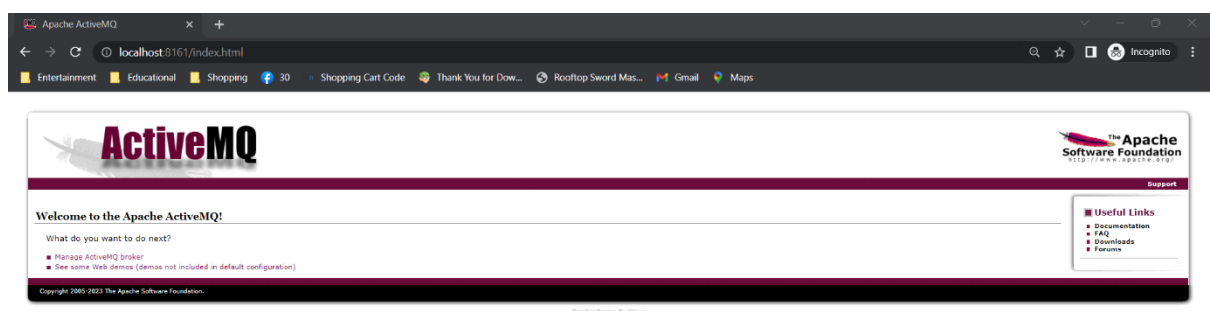 Apache ActiveMQ
localhost:8161/index.html
Incognito
Entertainment Educational Shopping 30 Shopping Cart Code Thank You for Dow... Rooftop Sword Mas... Gmail Maps
ActiveMQ
The Apache
Software Foundation
http://www.apache.org/
Support
Welcome to the Apache ActiveMQ!
What do you want to do next?
Manage ActiveMQ broker
See some Web demos (demos not included in default configuration)
Useful Links
Documentation
FAQ
Downloads
Forums
Copyright 2005-2023 The Apache Software Foundation.